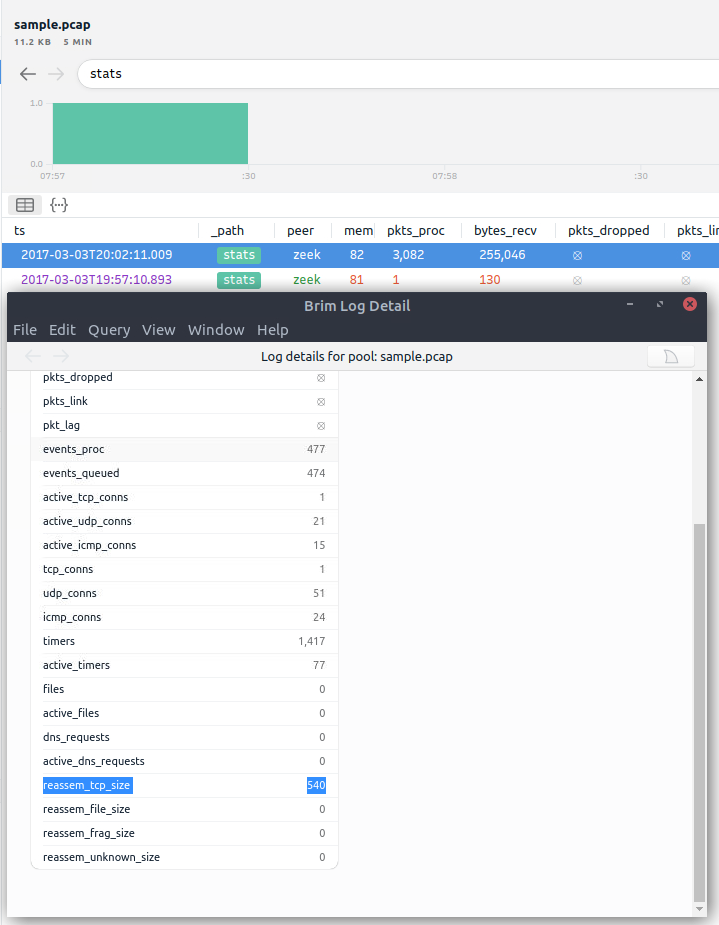 sample.pcap
11.2 KB 5 MIN
stats
1.0
0.0
07:57 :30 07:58 :30
{···}
ts _path peer mem pkts_proc bytes_recv pkts_dropped pkts_lin
2017-03-03T20:02:11.009 stats zeek 82 3,082 255,046
2017-03-03T19:57:10.893 stats zeek 81 1 130
Brim Log Detail
File Edit Query View Window Help
Log details for pool: sample.pcap
pkts_dropped
pkts_link
pkt_lag
events_proc 477
events_queued 474
active_tcp_conns 1
active_udp_conns 21
active_icmp_conns 15
tcp_conns 1
udp_conns 51
icmp_conns 24
timers 1,417
active_timers 77
files 0
active_files 0
dns_requests 0
active_dns_requests 0
reassem_tcp_size 540
reassem_file_size 0
reassem_frag_size 0
reassem_unknown_size 0